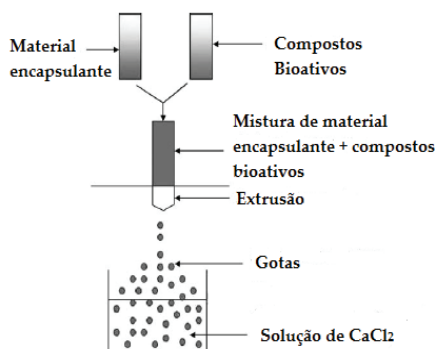 Material
encapsulante
Compostos
Bioativos
Mistura de material
encapsulante + compostos
bioativos
Extrusão
Gotas
Solução de CaCl2